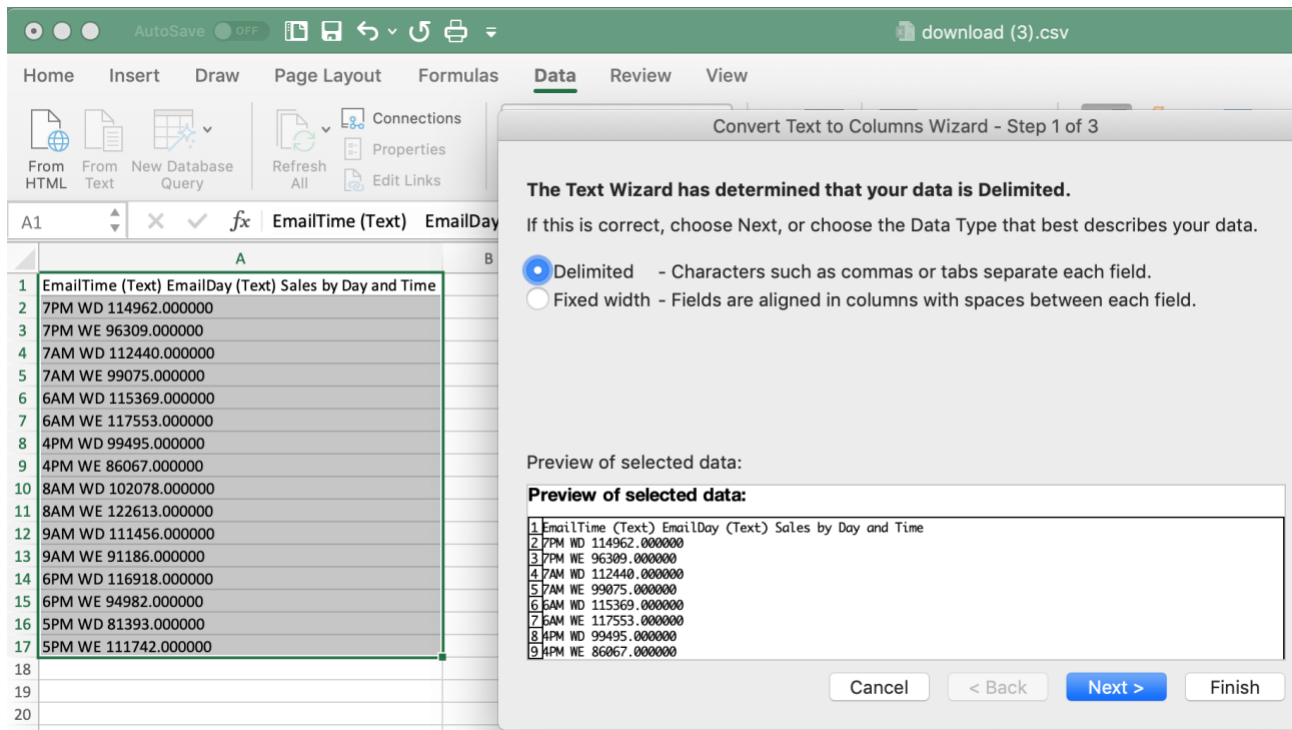 AutoSave OFF download (3).csv
Home Insert Draw Page Layout Formulas Data Review View
From HTML
From Text
New Database Query
Refresh All
Connections
Properties
Edit Links
A1 fx EmailTime (Text) EmailDay
A B
1 EmailTime (Text) EmailDay (Text) Sales by Day and Time
2 7PM WD 114962.000000
3 7PM WE 96309.000000
4 7AM WD 112440.000000
5 7AM WE 99075.000000
6 6AM WD 115369.000000
7 6AM WE 117553.000000
8 4PM WD 99495.000000
9 4PM WE 86067.000000
10 8AM WD 102078.000000
11 8AM WE 122613.000000
12 9AM WD 111456.000000
13 9AM WE 91186.000000
14 6PM WD 116918.000000
15 6PM WE 94982.000000
16 5PM WD 81393.000000
17 5PM WE 111742.000000
18
19
20
Convert Text to Columns Wizard - Step 1 of 3
The Text Wizard has determined that your data is Delimited.
If this is correct, choose Next, or choose the Data Type that best describes your data.
Delimited - Characters such as commas or tabs separate each field.
Fixed width - Fields are aligned in columns with spaces between each field.
Preview of selected data:
Preview of selected data:
1 EmailTime (Text) EmailDay (Text) Sales by Day and Time
2 7PM WD 114962.000000
3 7PM WE 96309.000000
4 7AM WD 112440.000000
5 7AM WE 99075.000000
6 6AM WD 115369.000000
7 6AM WE 117553.000000
8 4PM WD 99495.000000
9 4PM WE 86067.000000
Cancel < Back Next > Finish